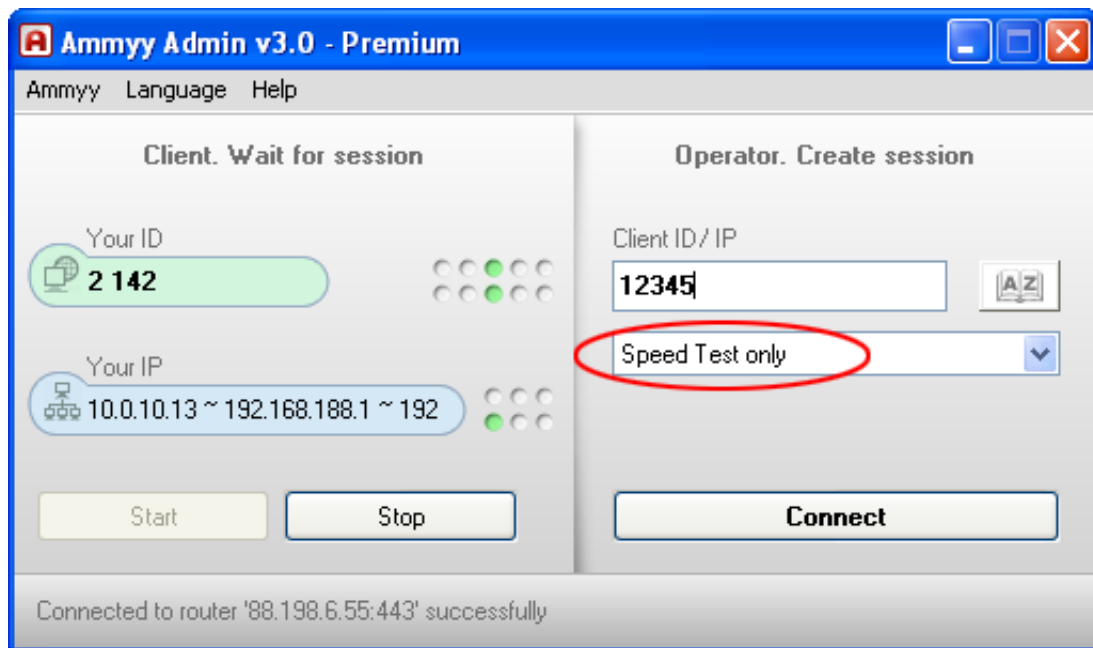 Ammyy Admin v3.0 - Premium
Ammyy Language Help
Client. Wait for session
Your ID
2 142
Your IP
10.0.10.13 ~ 192.168.188.1 ~ 192
Start Stop
Operator. Create session
Client ID / IP
12345
AZ
Speed Test only
Connect
Connected to router '88.198.6.55:443' successfully